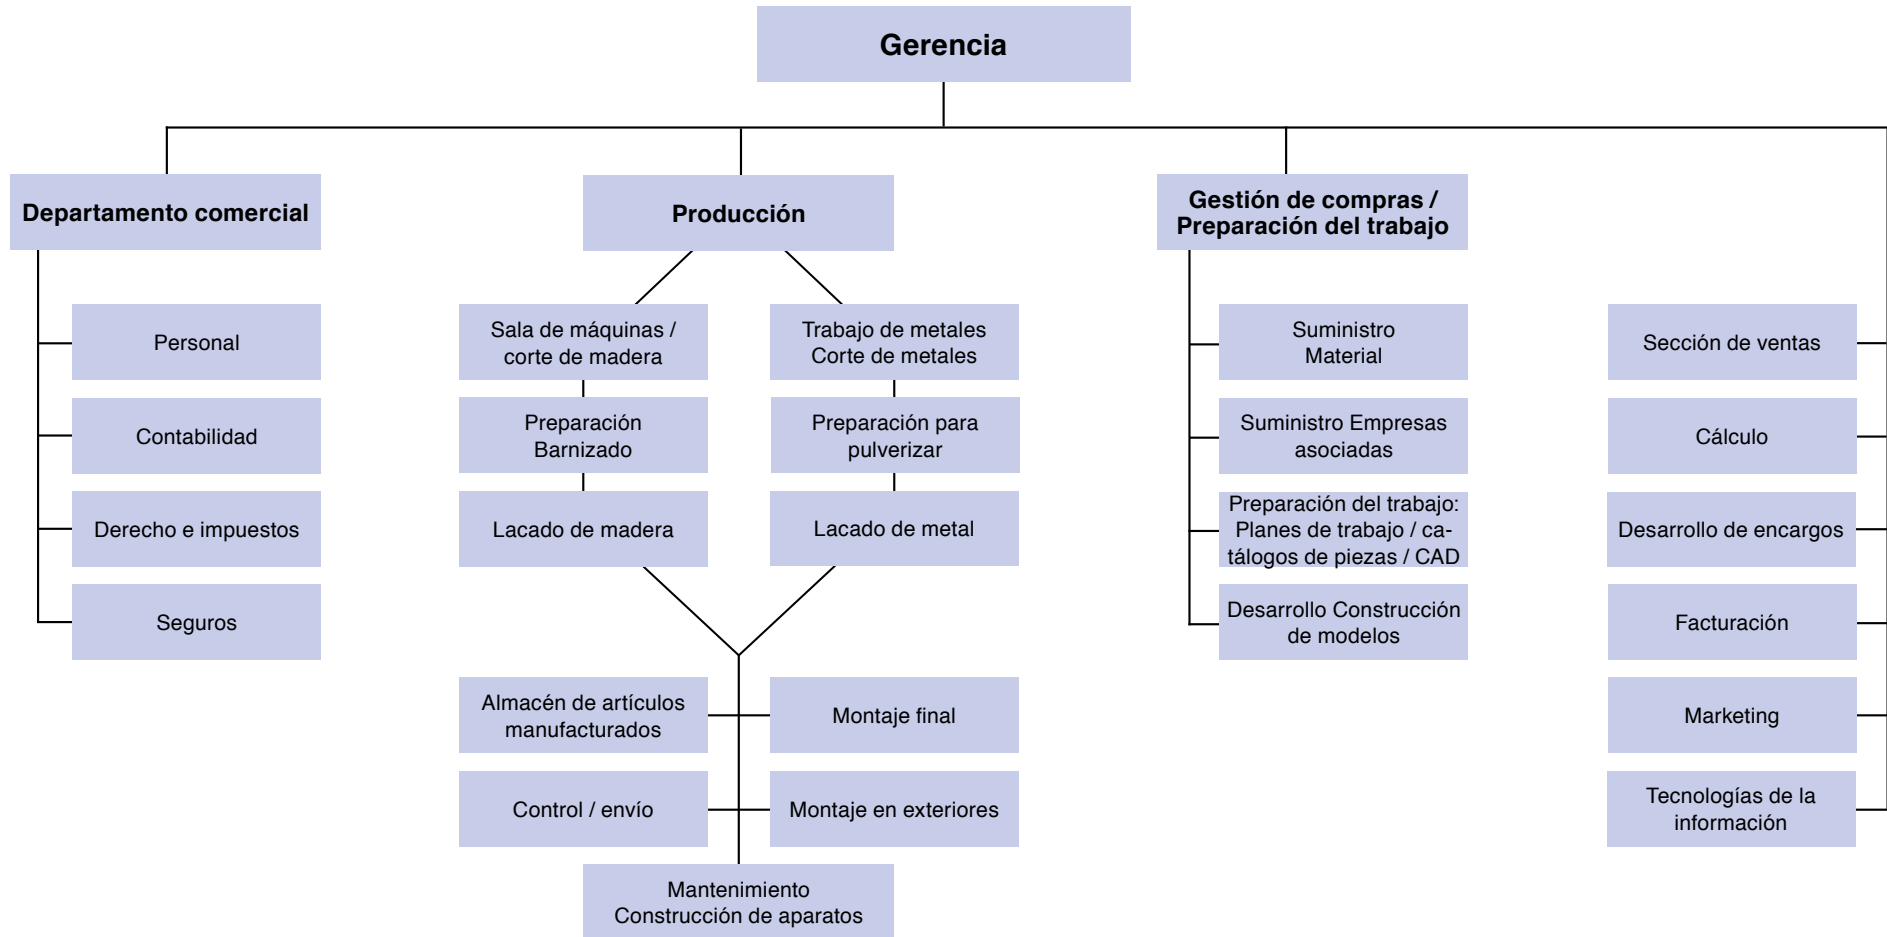 Gerencia
Departamento comercial
Personal
Contabilidad
Derecho e impuestos
Seguros
Producción
Sala de máquinas /
corte de madera
Trabajo de metales
Corte de metales
Preparación
Barnizado
Preparación para
pulverizar
Lacado de madera
Lacado de metal
Almacén de artículos
manufacturados
Montaje final
Control / envío
Montaje en exteriores
Mantenimiento
Construcción de aparatos
Gestión de compras /
Preparación del trabajo
Suministro
Material
Suministro Empresas
asociadas
Preparación del trabajo:
Planes de trabajo / ca-
tálogos de piezas / CAD
Desarrollo Construcción
de modelos
Sección de ventas
Cálculo
Desarrollo de encargos
Facturación
Marketing
Tecnologías de la
información